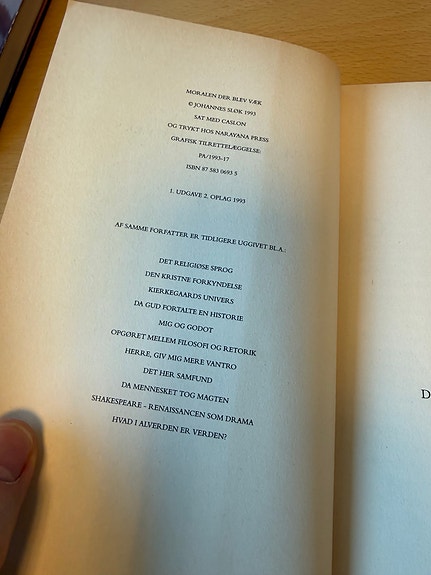 MORALEN DER BLEV VÆK
© JOHANNES SLØK 1993
SAT MED CASLON
OG TRYKT HOS NARAYANA PRESS
GRAFISK TILRETTELÆGGELSE:
PA/1993-17
ISBN 87 583 0693 5
1. UDGAVE 2. OPLAG 1993
AF SAMME FORFATTER ER TIDLIGERE UGGIVET BL.A.:
DET RELIGIØSE SPROG
DEN KRISTNE FORKYNDELSE
KIERKEGAARDS UNIVERS
DA GUD FORTALTE EN HISTORIE
MIG OG GODOT
OPGØRET MELLEM FILOSOFI OG RETORIK
HERRE, GIV MIG MERE VANTRO
DET HER SAMFUND
DA MENNESKET TOG MAGTEN
SHAKESPEARE – RENAISSANCEN SOM DRAMA
HVAD I ALVERDEN ER VERDEN?
D